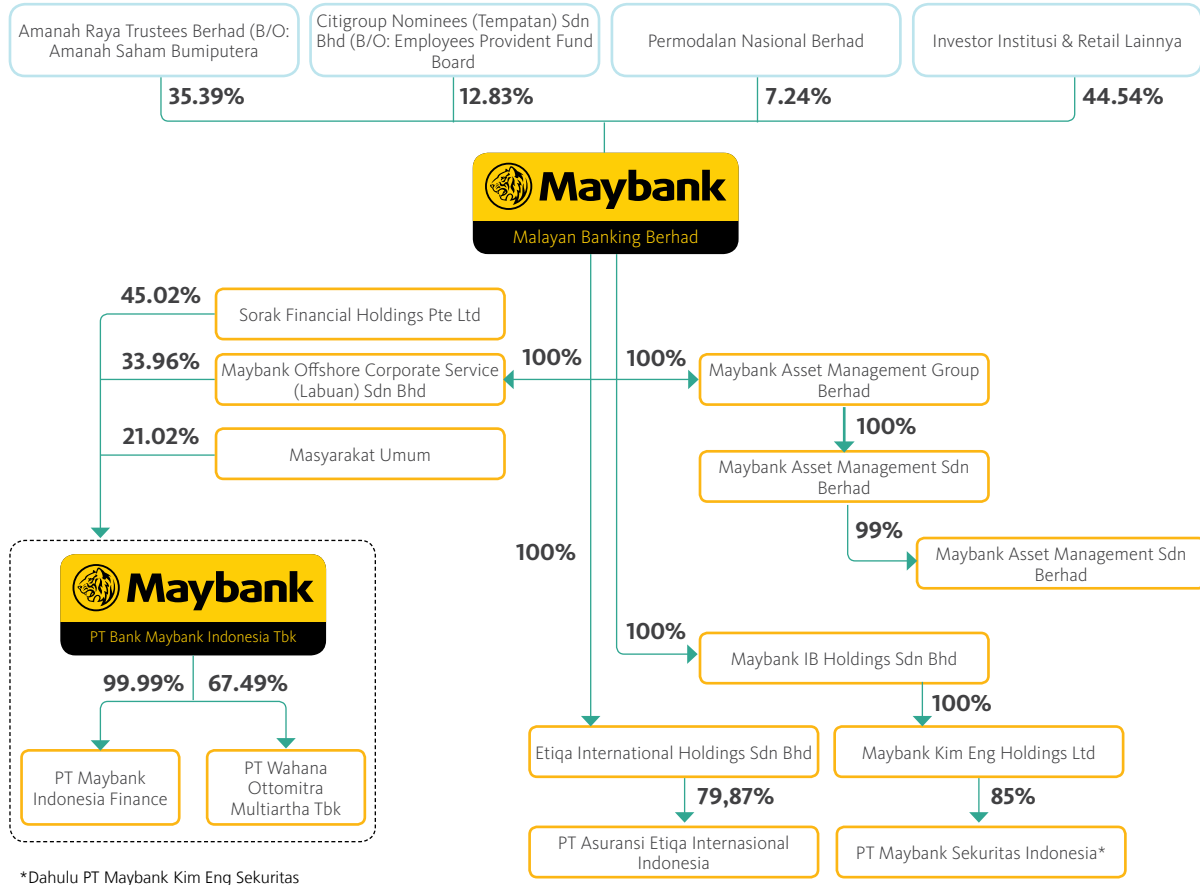 Amanah Raya Trustees Berhad (B/O:
Amanah Saham Bumiputera
Citigroup Nominees (Tempatan) Sdn
Bhd (B/O: Employees Provident Fund
Board
Permodalan Nasional Berhad
Investor Institusi & Retail Lainnya
35.39%
12.83%
7.24%
44.54%
Maybank
Malayan Banking Berhad
45.02%
Sorak Financial Holdings Pte Ltd
33.96%
Maybank Offshore Corporate Service
(Labuan) Sdn Bhd
100%
100%
Maybank Asset Management Group
Berhad
21.02%
Masyarakat Umum
100%
Maybank Asset Management Sdn
Berhad
99%
Maybank Asset Management Sdn
Berhad
100%
Maybank
PT Bank Maybank Indonesia Tbk
100%
Maybank IB Holdings Sdn Bhd
99.99%
67.49%
100%
PT Maybank
Indonesia Finance
PT Wahana
Ottomitra
Multiartha Tbk
Etiqa International Holdings Sdn Bhd
Maybank Kim Eng Holdings Ltd
79,87%
85%
PT Asuransi Etiqa Internasional
Indonesia
PT Maybank Sekuritas Indonesia*
*Dahulu PT Maybank Kim Eng Sekuritas